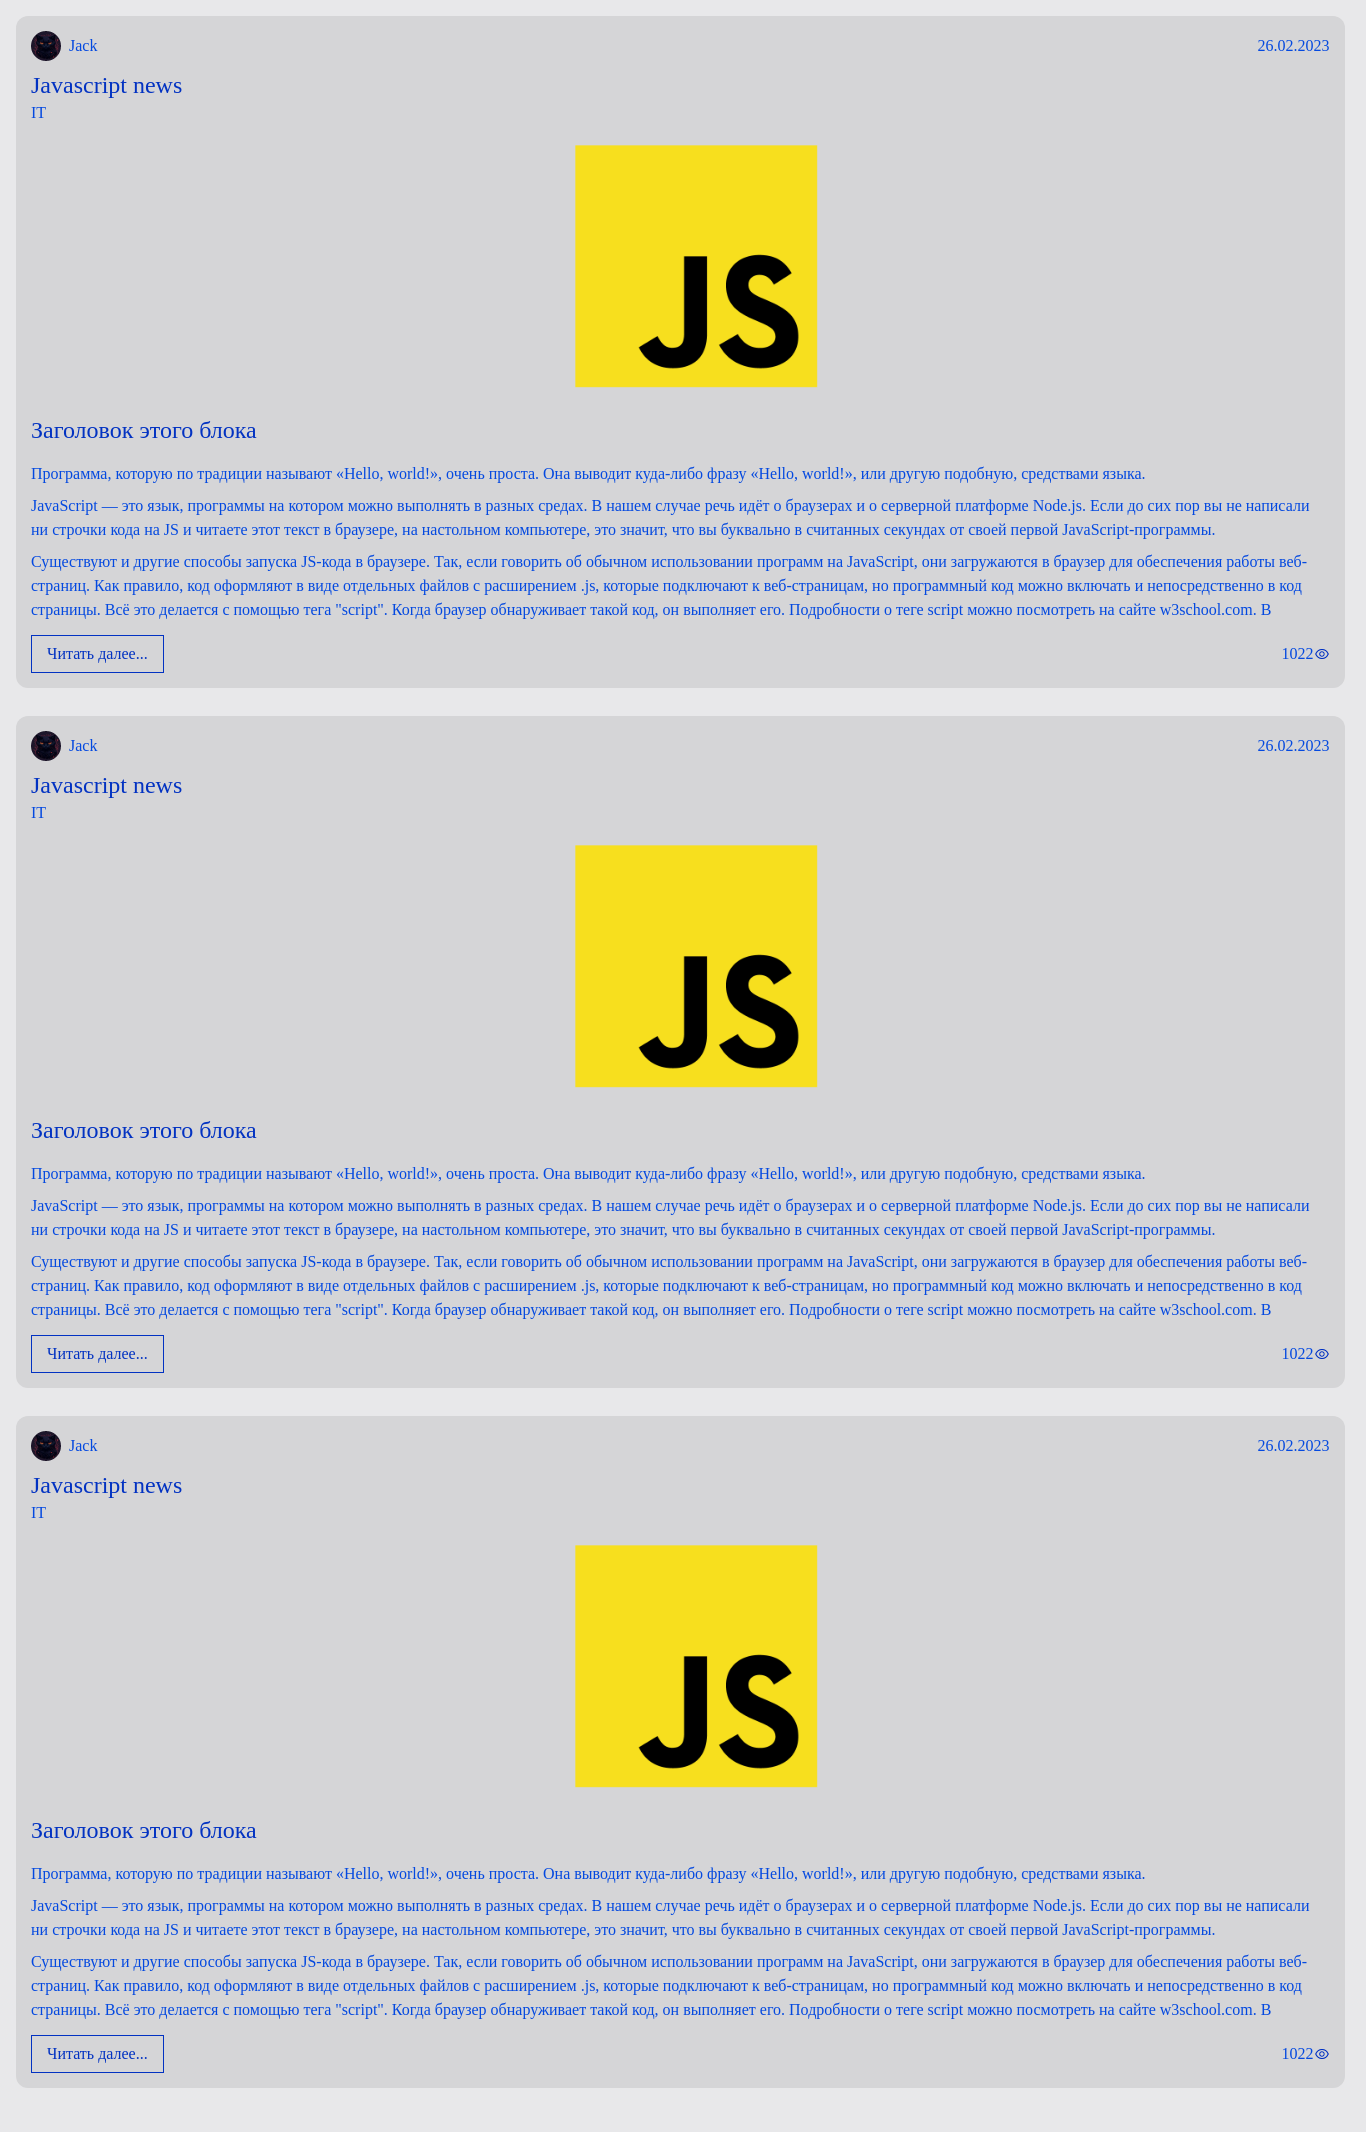 Jack 26.02.2023
Javascript news
IT
JS
Заголовок этого блока
Программа, которую по традиции называют «Hello, world!», очень проста. Она выводит куда-либо фразу «Hello, world!», или другую подобную, средствами языка.
JavaScript — это язык, программы на котором можно выполнять в разных средах. В нашем случае речь идёт о браузерах и о серверной платформе Node.js. Если до сих пор вы не написали
ни строчки кода на JS и читаете этот текст в браузере, на настольном компьютере, это значит, что вы буквально в считанных секундах от своей первой JavaScript-программы.
Существуют и другие способы запуска JS-кода в браузере. Так, если говорить об обычном использовании программ на JavaScript, они загружаются в браузер для обеспечения работы веб-
страниц. Как правило, код оформляют в виде отдельных файлов с расширением .js, которые подключают к веб-страницам, но программный код можно включать и непосредственно в код
страницы. Всё это делается с помощью тега "script". Когда браузер обнаруживает такой код, он выполняет его. Подробности о теге script можно посмотреть на сайте w3school.com. В
Читать далее... 1022
Jack 26.02.2023
Javascript news
IT
JS
Заголовок этого блока
Программа, которую по традиции называют «Hello, world!», очень проста. Она выводит куда-либо фразу «Hello, world!», или другую подобную, средствами языка.
JavaScript — это язык, программы на котором можно выполнять в разных средах. В нашем случае речь идёт о браузерах и о серверной платформе Node.js. Если до сих пор вы не написали
ни строчки кода на JS и читаете этот текст в браузере, на настольном компьютере, это значит, что вы буквально в считанных секундах от своей первой JavaScript-программы.
Существуют и другие способы запуска JS-кода в браузере. Так, если говорить об обычном использовании программ на JavaScript, они загружаются в браузер для обеспечения работы веб-
страниц. Как правило, код оформляют в виде отдельных файлов с расширением .js, которые подключают к веб-страницам, но программный код можно включать и непосредственно в код
страницы. Всё это делается с помощью тега "script". Когда браузер обнаруживает такой код, он выполняет его. Подробности о теге script можно посмотреть на сайте w3school.com. В
Читать далее... 1022
Jack 26.02.2023
Javascript news
IT
JS
Заголовок этого блока
Программа, которую по традиции называют «Hello, world!», очень проста. Она выводит куда-либо фразу «Hello, world!», или другую подобную, средствами языка.
JavaScript — это язык, программы на котором можно выполнять в разных средах. В нашем случае речь идёт о браузерах и о серверной платформе Node.js. Если до сих пор вы не написали
ни строчки кода на JS и читаете этот текст в браузере, на настольном компьютере, это значит, что вы буквально в считанных секундах от своей первой JavaScript-программы.
Существуют и другие способы запуска JS-кода в браузере. Так, если говорить об обычном использовании программ на JavaScript, они загружаются в браузер для обеспечения работы веб-
страниц. Как правило, код оформляют в виде отдельных файлов с расширением .js, которые подключают к веб-страницам, но программный код можно включать и непосредственно в код
страницы. Всё это делается с помощью тега "script". Когда браузер обнаруживает такой код, он выполняет его. Подробности о теге script можно посмотреть на сайте w3school.com. В
Читать далее... 1022